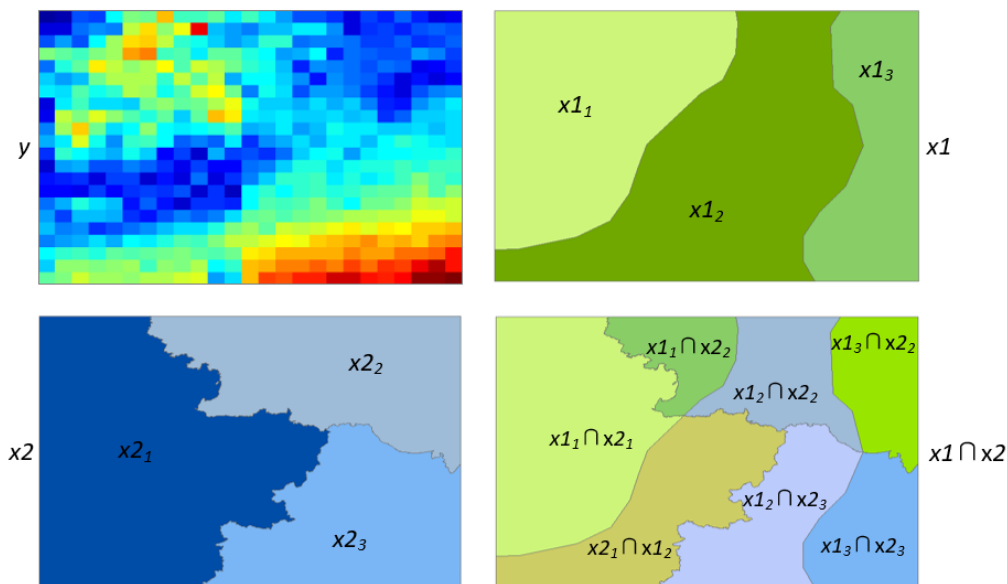 y
x1₁
x1₂
x1₃
x1
x2
x2₁
x2₂
x2₃
x1₁ ∩ x2₂
x1₃ ∩ x2₂
x1₂ ∩ x2₂
x1₁ ∩ x2₁
x1₂ ∩ x2₃
x2₁ ∩ x1₂
x1₃ ∩ x2₃
x1 ∩ x2